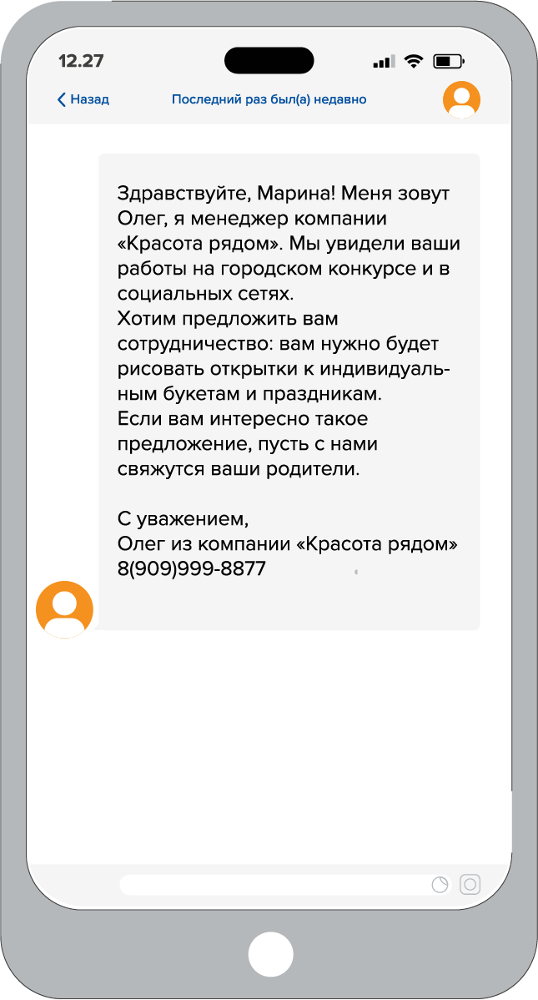 12.27
Назад
Последний раз был(а) недавно
Здравствуйте, Марина! Меня зовут
Олег, я менеджер компании
«Красота рядом». Мы увидели ваши
работы на городском конкурсе и в
социальных сетях.
Хотим предложить вам
сотрудничество: вам нужно будет
рисовать открытки к индивидуаль-
ным букетам и праздникам.
Если вам интересно такое
предложение, пусть с нами
свяжутся ваши родители.
С уважением,
Олег из компании «Красота рядом»
8(909)999-8877